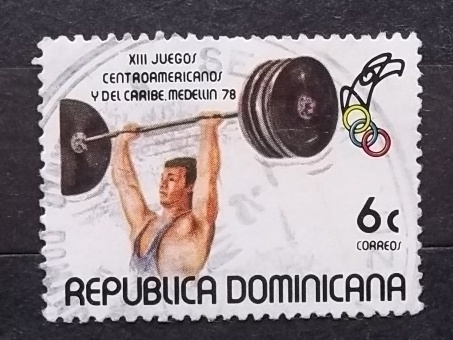 XIII JUEGOS
CENTROAMERICANOS
Y DEL CARIBE. MEDELLIN 78
6c
CORREOS
REPUBLICA DOMINICANA